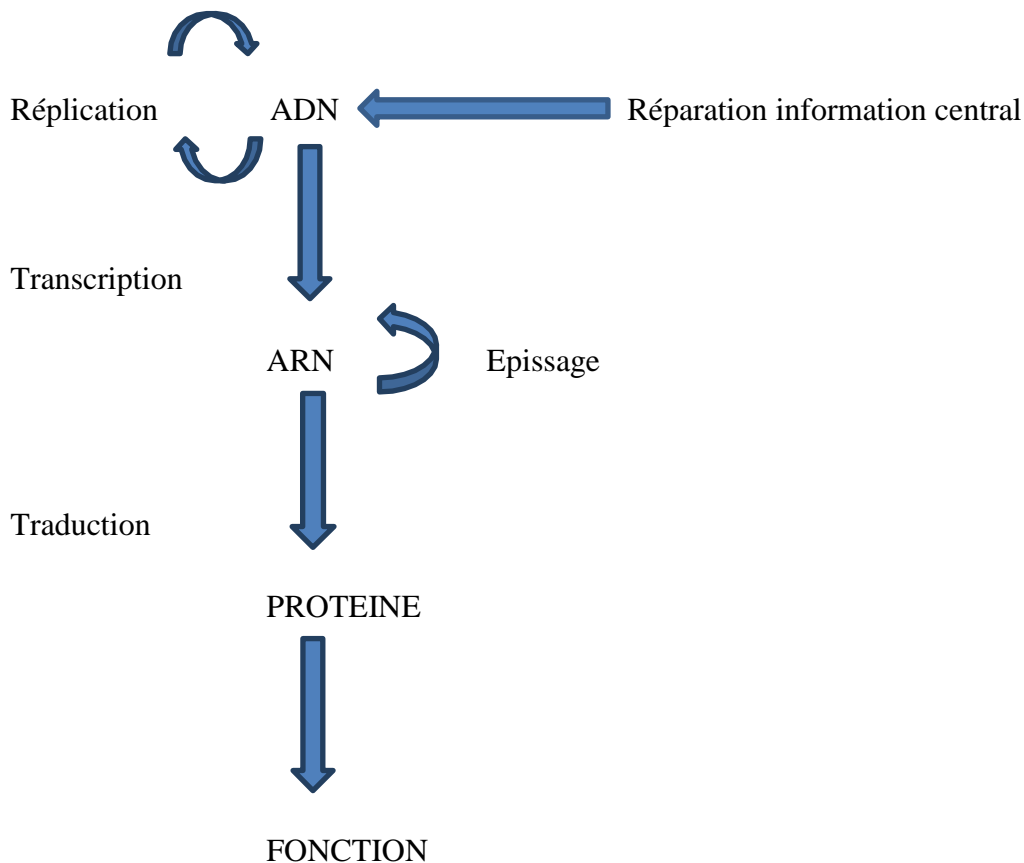 Réplication ADN Réparation information central
Transcription
ARN Epissage
Traduction
PROTEINE
FONCTION